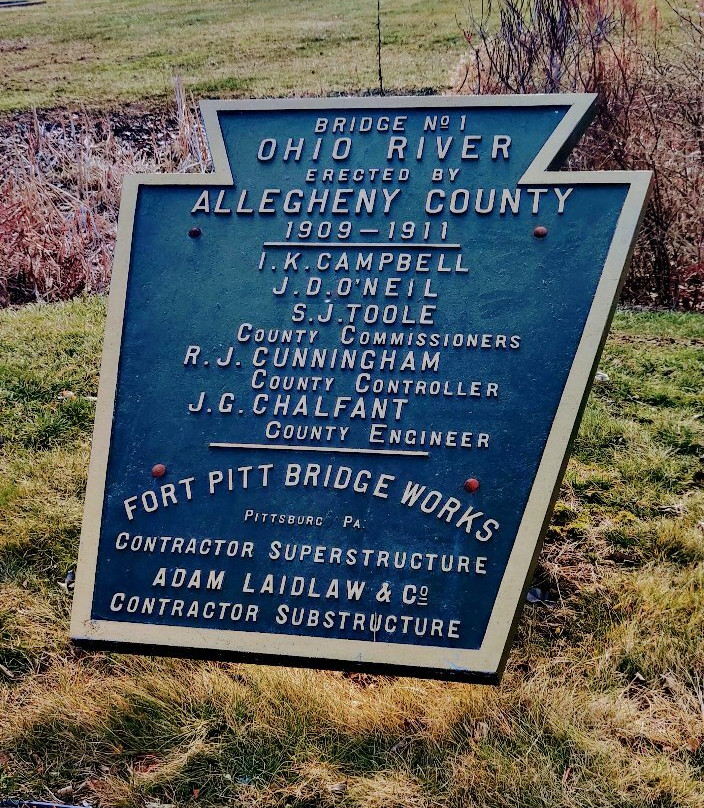 BRIDGE Nº 1
OHIO RIVER
ERECTED BY
ALLEGHENY COUNTY
1909-1911
I.K.CAMPBELL
J.D.O'NEIL
S.J.TOOLE
COUNTY COMMISSIONERS
R.J.CUNNINGHAM
COUNTY CONTROLLER
J.G.CHALFANT
COUNTY ENGINEER
FORT PITT BRIDGE WORKS
PITTSBURG PA.
CONTRACTOR SUPERSTRUCTURE
ADAM LAIDLAW & Cº
CONTRACTOR SUBSTRUCTURE